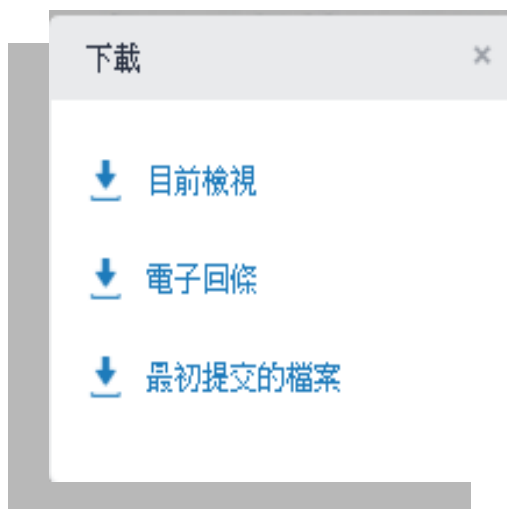 下載
目前檢視
電子回條
最初提交的檔案